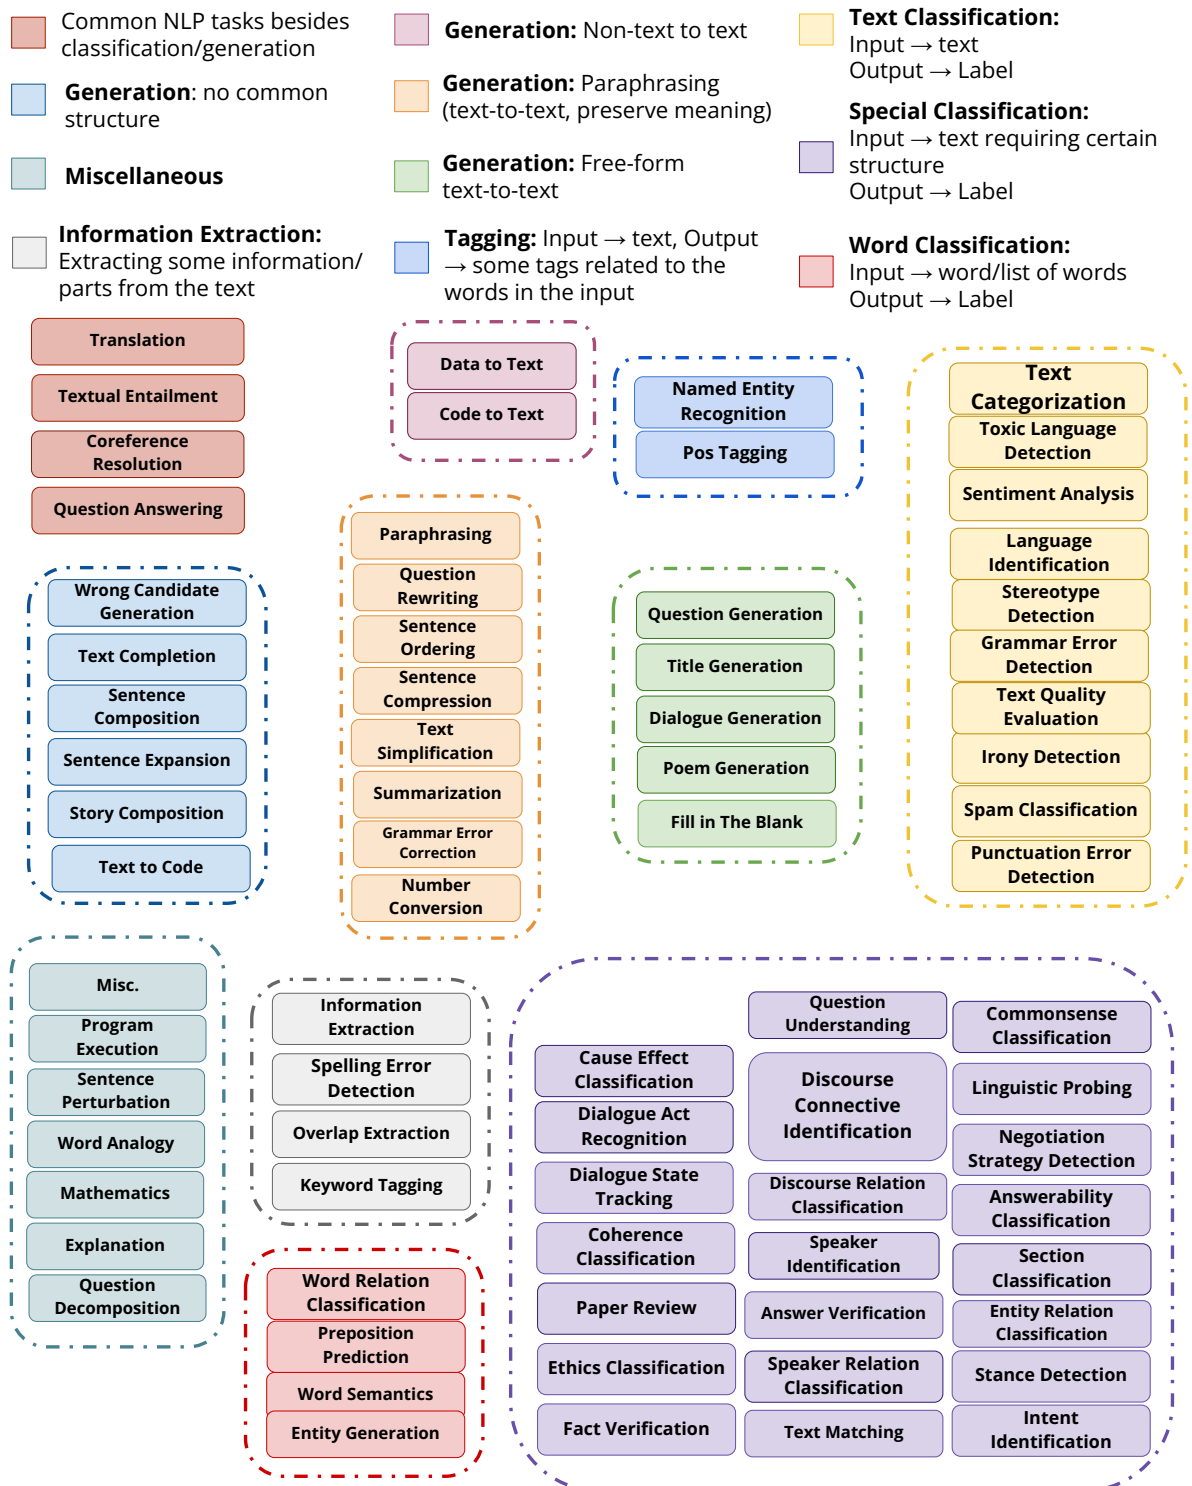 Common NLP tasks besides
classification/generation
Generation: no common
structure
Miscellaneous
Information Extraction:
Extracting some information/
parts from the text
Generation: Non-text to text
Generation: Paraphrasing
(text-to-text, preserve meaning)
Generation: Free-form
text-to-text
Tagging: Input → text, Output
→ some tags related to the
words in the input
Text Classification:
Input → text
Output → Label
Special Classification:
Input → text requiring certain
structure
Output → Label
Word Classification:
Input → word/list of words
Output → Label
Translation
Textual Entailment
Coreference
Resolution
Question Answering
Data to Text
Code to Text
Named Entity
Recognition
Pos Tagging
Text
Categorization
Toxic Language
Detection
Sentiment Analysis
Language
Identification
Stereotype
Detection
Grammar Error
Detection
Text Quality
Evaluation
Irony Detection
Spam Classification
Punctuation Error
Detection
Wrong Candidate
Generation
Text Completion
Sentence
Composition
Sentence Expansion
Story Composition
Text to Code
Paraphrasing
Question
Rewriting
Sentence
Ordering
Sentence
Compression
Text
Simplification
Summarization
Grammar Error
Correction
Number
Conversion
Question Generation
Title Generation
Dialogue Generation
Poem Generation
Fill in The Blank
Misc.
Program
Execution
Sentence
Perturbation
Word Analogy
Mathematics
Explanation
Question
Decomposition
Information
Extraction
Spelling Error
Detection
Overlap Extraction
Keyword Tagging
Word Relation
Classification
Preposition
Prediction
Word Semantics
Entity Generation
Cause Effect
Classification
Dialogue Act
Recognition
Dialogue State
Tracking
Coherence
Classification
Paper Review
Ethics Classification
Fact Verification
Question
Understanding
Discourse
Connective
Identification
Discourse Relation
Classification
Speaker
Identification
Answer Verification
Speaker Relation
Classification
Text Matching
Commonsense
Classification
Linguistic Probing
Negotiation
Strategy Detection
Answerability
Classification
Section
Classification
Entity Relation
Classification
Stance Detection
Intent
Identification